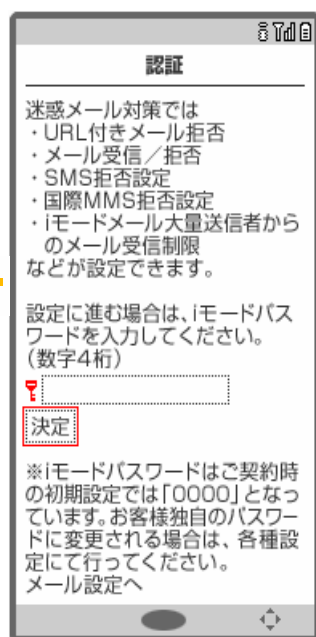 認証
迷惑メール対策では
・URL付きメール拒否
・メール受信／拒否
・SMS拒否設定
・国際MMS拒否設定
・iモードメール大量送信者から
のメール受信制限
などが設定できます。
設定に進む場合は、iモードパス
ワードを入力してください。
(数字4桁)
決定
※iモードパスワードはご契約時
の初期設定では「0000」となっ
ています。お客様独自のパスワー
ドに変更される場合は、各種設
定にて行ってください。
メール設定へ